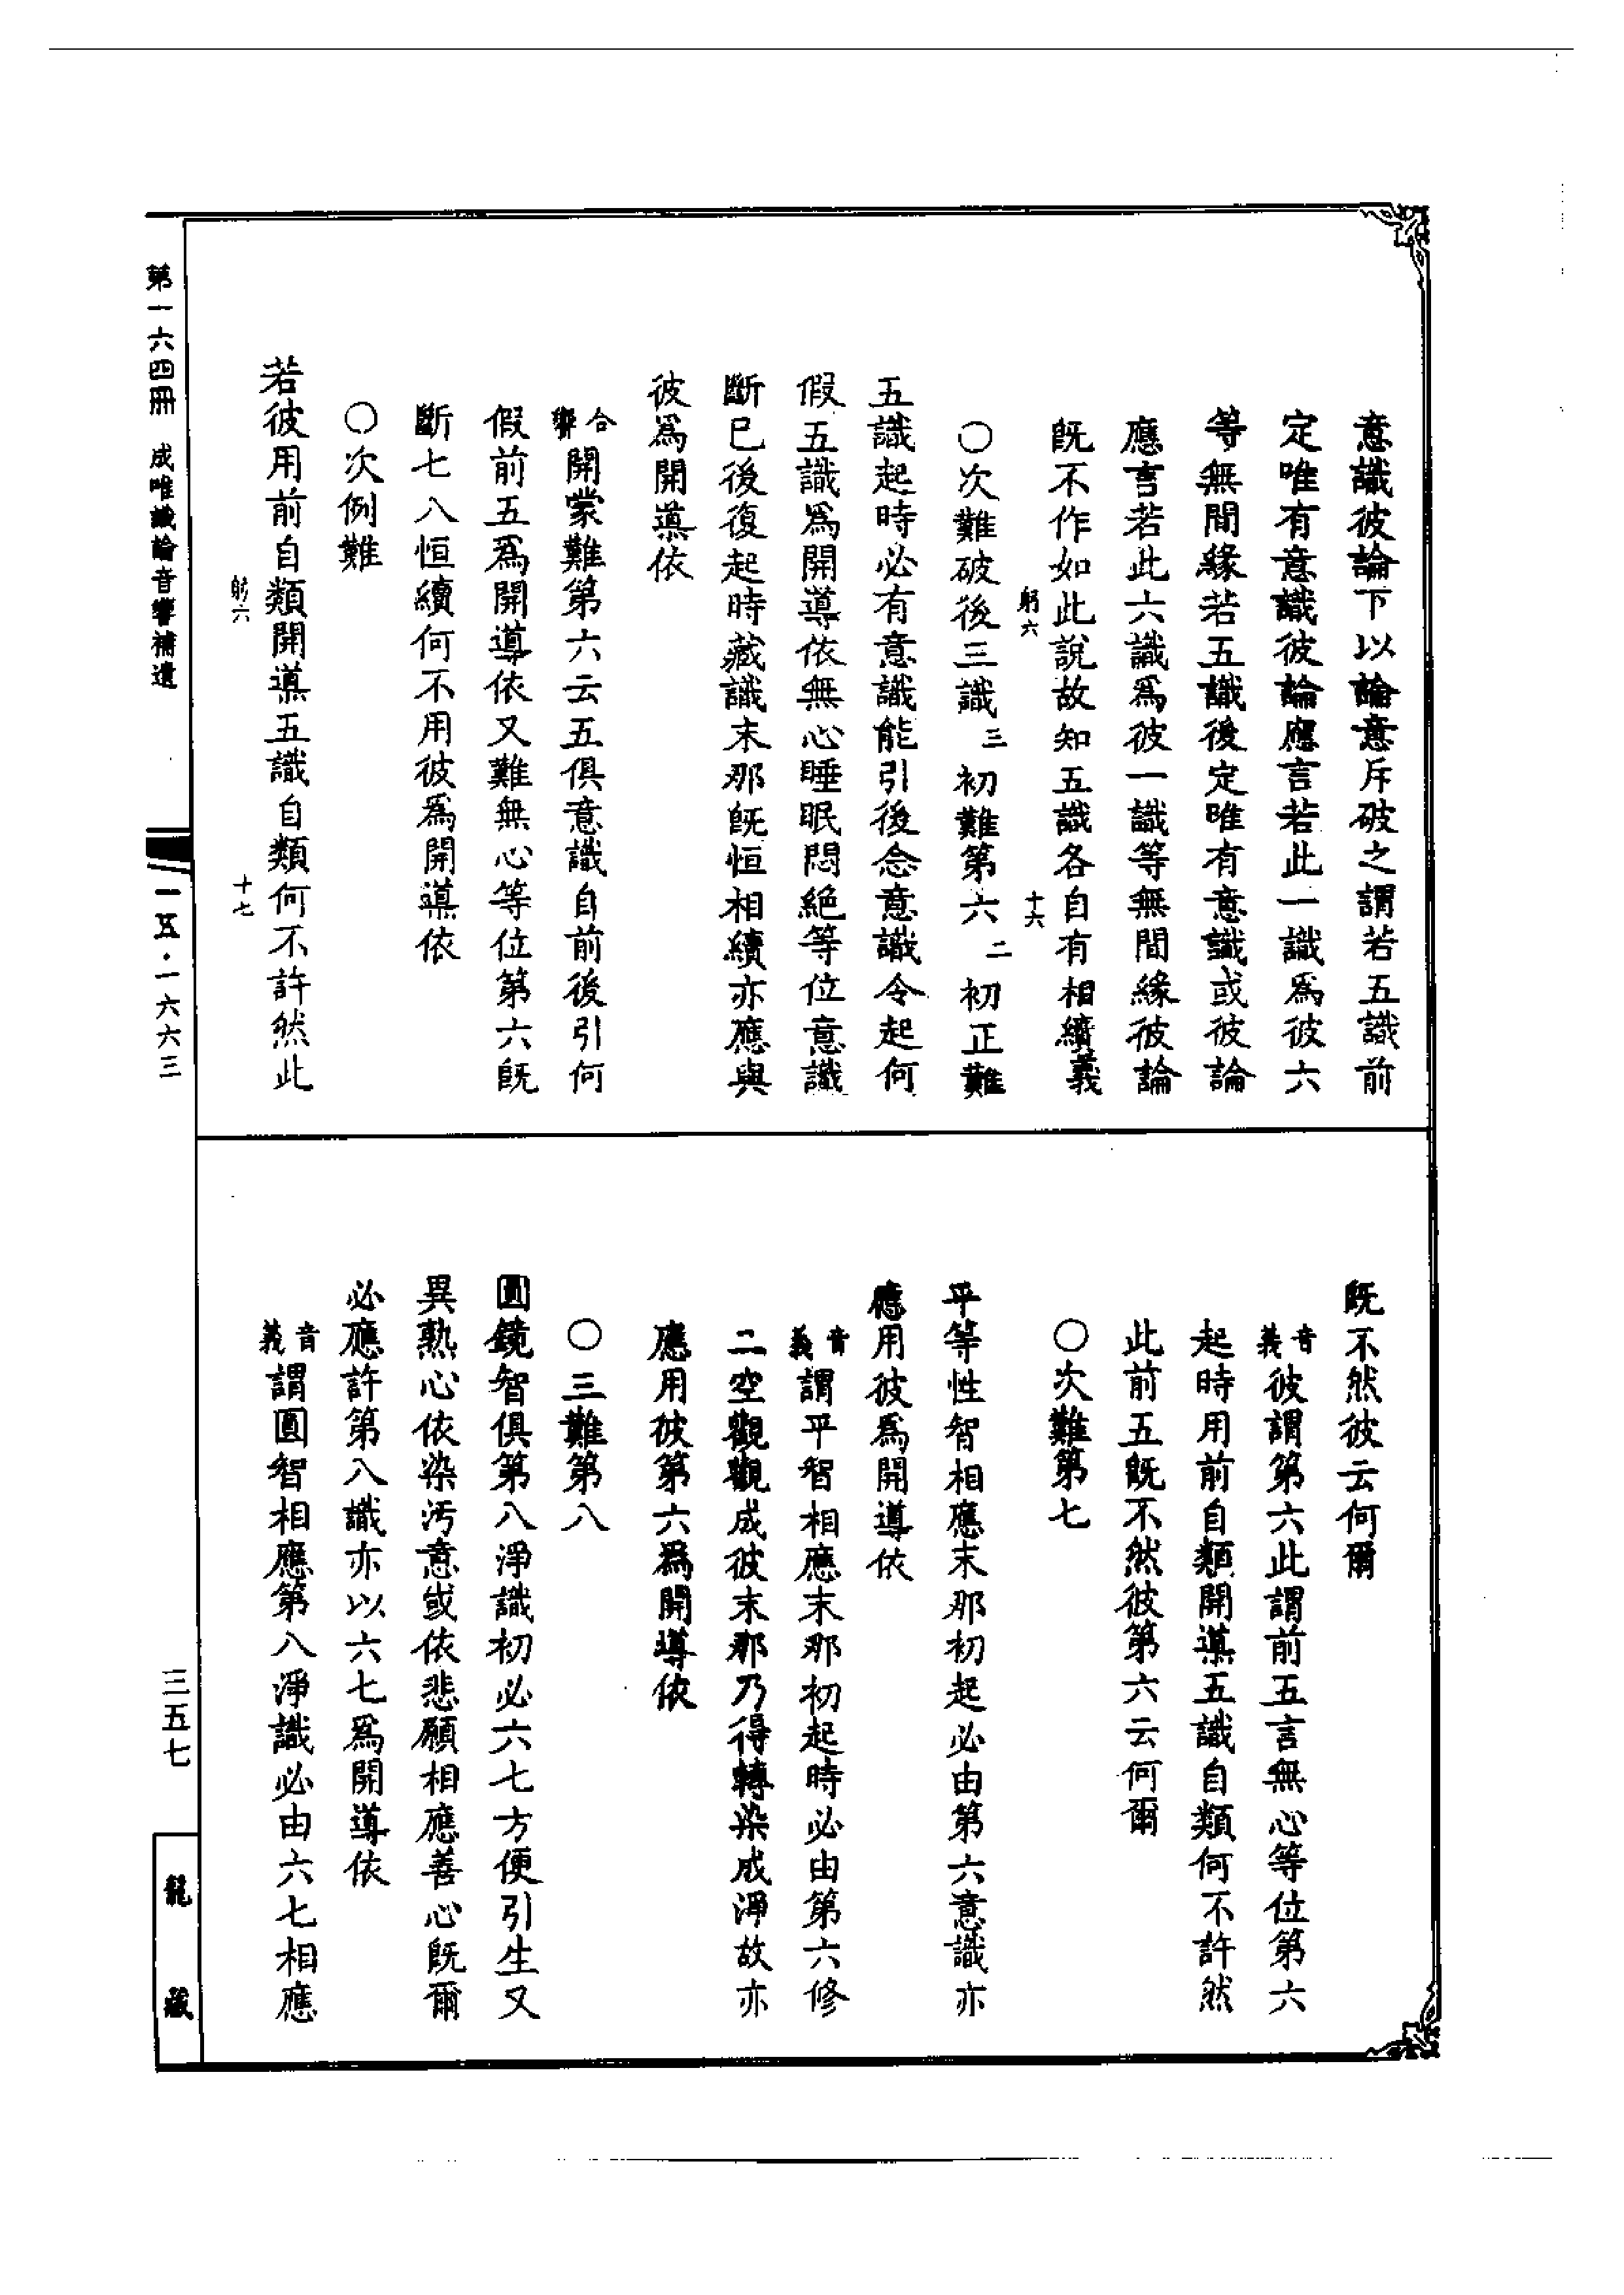 意識彼論下以論意斥破之謂若五識前
定唯有意識彼論應言若此一識爲彼六
等無間緣若五識後定唯有意識或彼論
應言若此六識爲彼一識等無間緣彼論
既不作如此說故知五識各自有相續義
躬六 十六
〇次難破後三識三初難第六二初正難
五識起時必有意識能引後念意識令起何
假五識爲開導依無心睡眠悶絕等位意識
斷已後復起時藏識末那既恒相續亦應與
彼爲開導依
合響開蒙難第六云五俱意識自前後引何
假前五爲開導依又難無心等位第六既
斷七八恒續何不用彼爲開導依
〇次例難
若彼用前自類開導五識自類何不許然此
躬六 十七
既不然彼云何爾
音義彼謂第六此謂前五言無心等位第六
起時用前自類開導五識自類何不許然
此前五既不然彼第六云何爾
〇次難第七
平等性智相應末那初起必由第六意識亦
應用彼爲開導依
音義謂平智相應末那初起時必由第六修
二空觀觀成彼末那乃得轉染成淨故亦
應用彼第六爲開導依
〇三難第八
圓鏡智俱第八淨識初必六七方便引生又
異熟心依染污意或依悲願相應善心既爾
必應許第八識亦以六七爲開導依
音義謂圓智相應第八淨識必由六七相應
第一六四冊 成唯識論音響補遺
一五·一六六三
三五七
龍藏